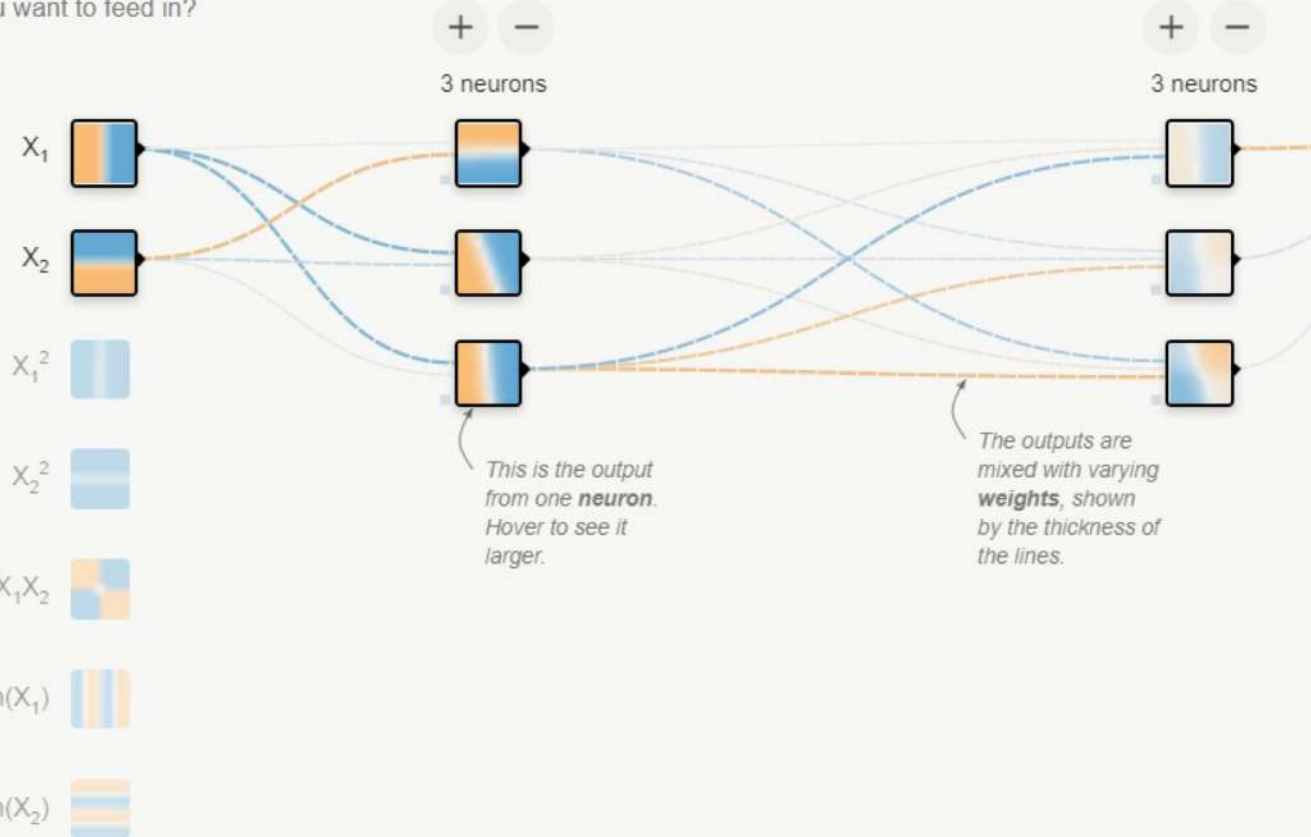 u want to feed in?
+ − + −
3 neurons 3 neurons
X₁
X₂
X₁²
X₂²
X₁X₂
n(X₁)
n(X₂)
This is the output
from one neuron.
Hover to see it
larger.
The outputs are
mixed with varying
weights, shown
by the thickness of
the lines.